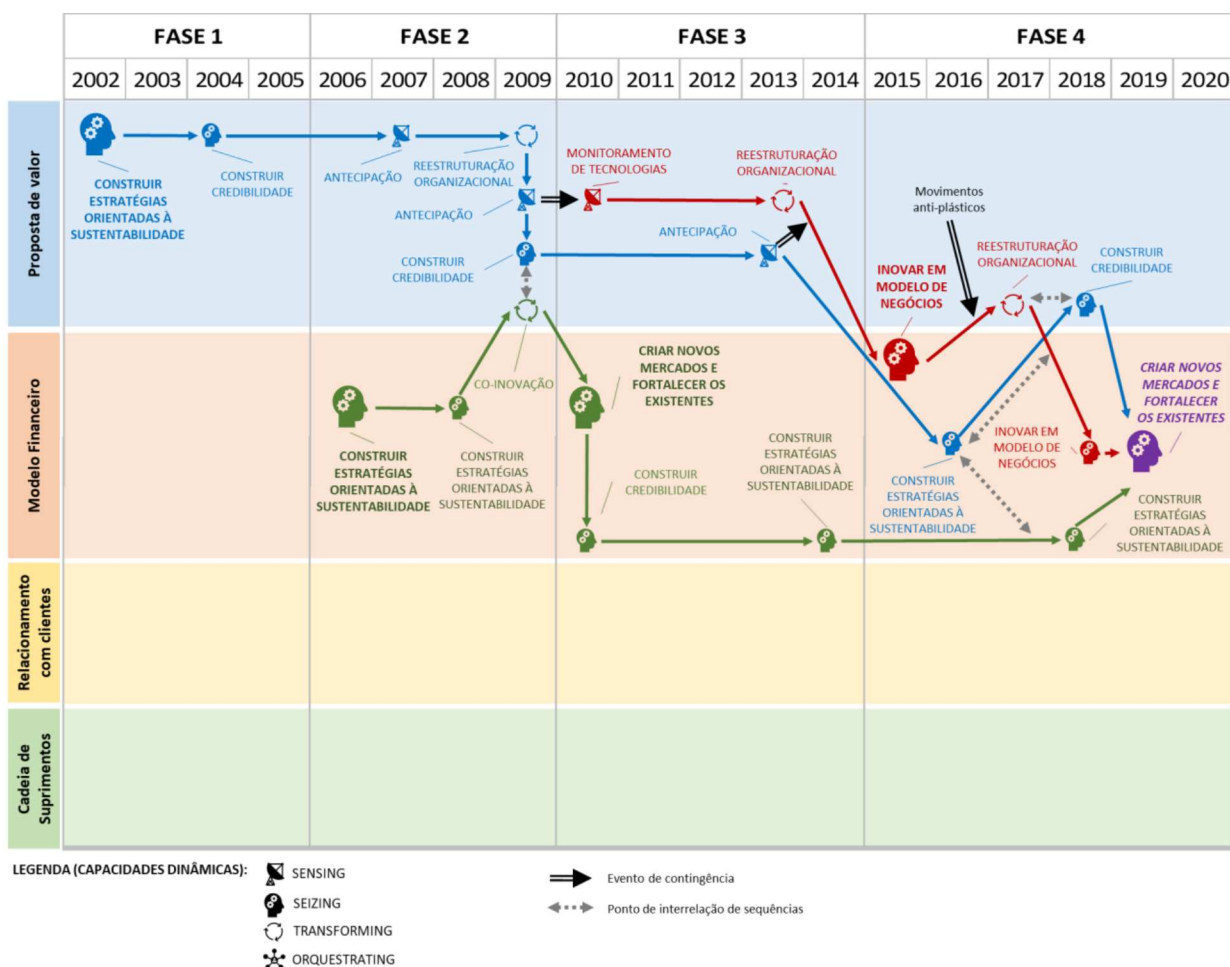 FASE 1
FASE 2
FASE 3
FASE 4
2002
2003
2004
2005
2006
2007
2008
2009
2010
2011
2012
2013
2014
2015
2016
2017
2018
2019
2020
Proposta de valor
CONSTRUIR
ESTRATÉGIAS
ORIENTADAS À
SUSTENTABILIDADE
CONSTRUIR
CREDIBILIDADE
ANTECIPAÇÃO
REESTRUTURAÇÃO
ORGANIZACIONAL
ANTECIPAÇÃO
CONSTRUIR
CREDIBILIDADE
MONITORAMENTO
DE TECNOLOGIAS
REESTRUTURAÇÃO
ORGANIZACIONAL
ANTECIPAÇÃO
INOVAR EM
MODELO DE
NEGÓCIOS
Movimentos
anti-plásticos
REESTRUTURAÇÃO
ORGANIZACIONAL
CONSTRUIR
CREDIBILIDADE
Modelo Financeiro
CONSTRUIR
ESTRATÉGIAS
ORIENTADAS À
SUSTENTABILIDADE
CONSTRUIR
ESTRATÉGIAS
ORIENTADAS À
SUSTENTABILIDADE
CO-INOVAÇÃO
CRIAR NOVOS
MERCADOS E
FORTALECER OS
EXISTENTES
CONSTRUIR
CREDIBILIDADE
CONSTRUIR
ESTRATÉGIAS
ORIENTADAS À
SUSTENTABILIDADE
CONSTRUIR
ESTRATÉGIAS
ORIENTADAS À
SUSTENTABILIDADE
INOVAR EM
MODELO DE
NEGÓCIOS
CRIAR NOVOS
MERCADOS E
FORTALECER
OS EXISTENTES
CONSTRUIR
ESTRATÉGIAS
ORIENTADAS À
SUSTENTABILIDADE
Relacionamento
com clientes
Cadeia de
Suprimentos
LEGENDA (CAPACIDADES DINÂMICAS):
SENSING
SEIZING
TRANSFORMING
ORQUESTRATING
Evento de contingência
Ponto de interrelação de sequências